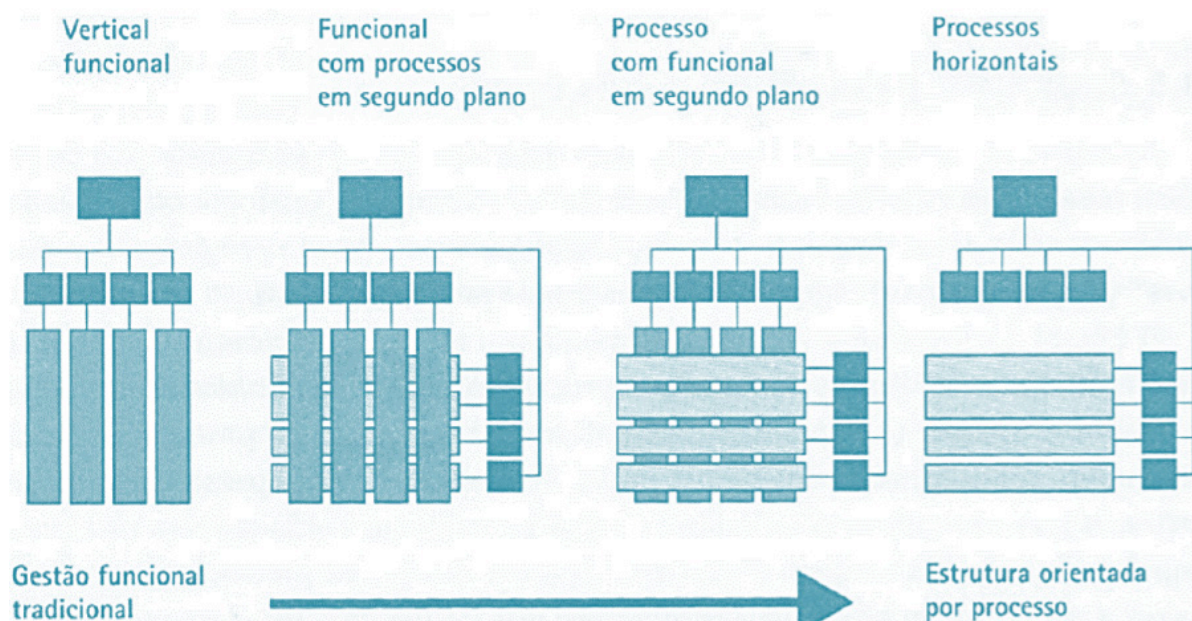 Vertical
funcional
Funcional
com processos
em segundo plano
Processo
com funcional
em segundo plano
Processos
horizontais
Gestão funcional
tradicional
Estrutura orientada
por processo